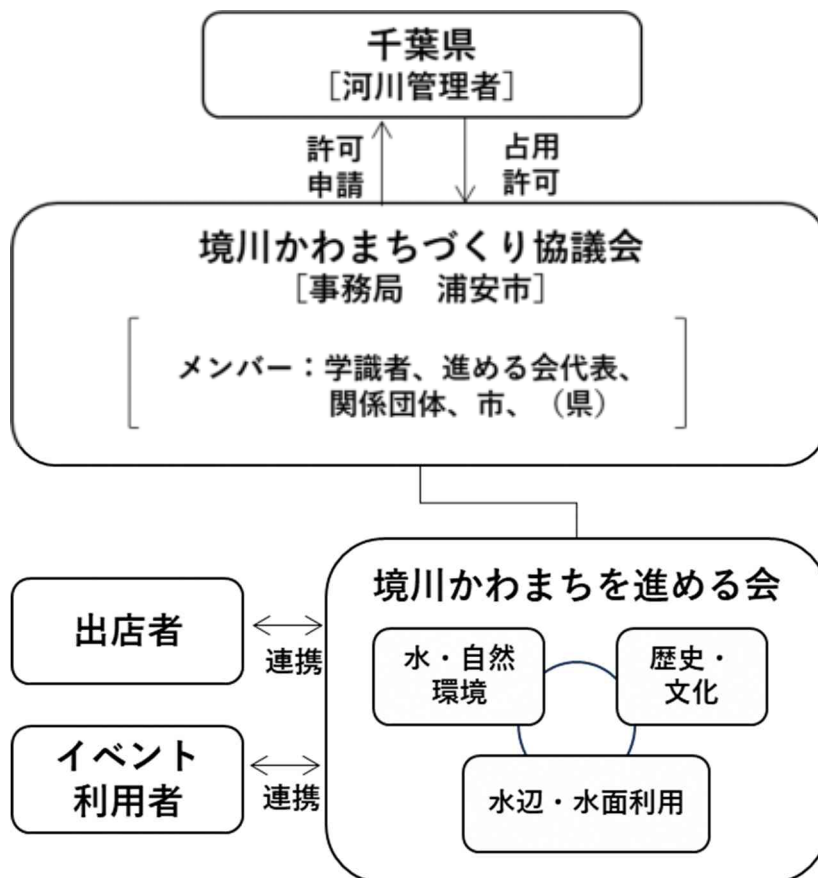 千葉県
［河川管理者］
許可
申請
占用
許可
境川かわまちづくり協議会
［事務局　浦安市］
メンバー：学識者、進める会代表、
関係団体、市、（県）
境川かわまちを進める会
出店者
連携
イベント
利用者
連携
水・自然
環境
歴史・
文化
水辺・水面利用